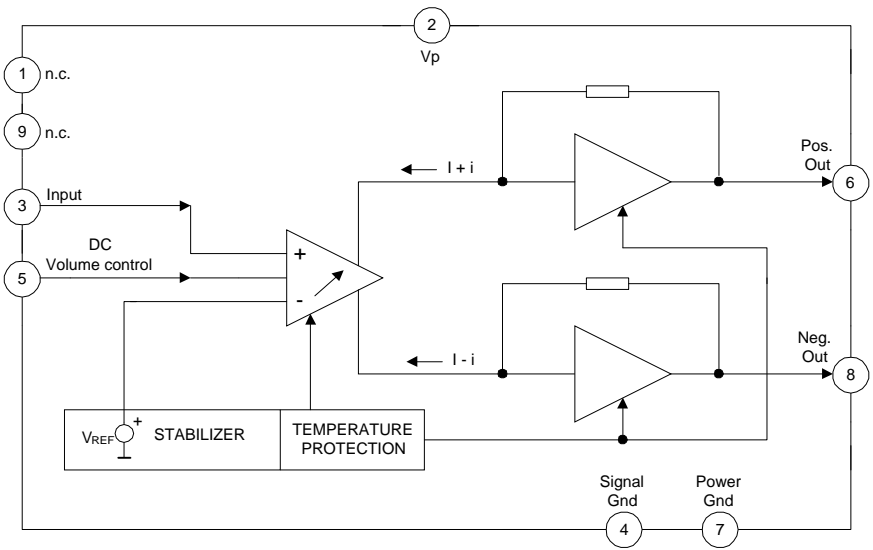 2
Vp
1 n.c.
9 n.c.
3 Input
5 DC
Volume control
+
-
I + i
I - i
Pos.
Out
6
Neg.
Out
8
VREF
+
STABILIZER
TEMPERATURE
PROTECTION
Signal
Gnd
4
Power
Gnd
7